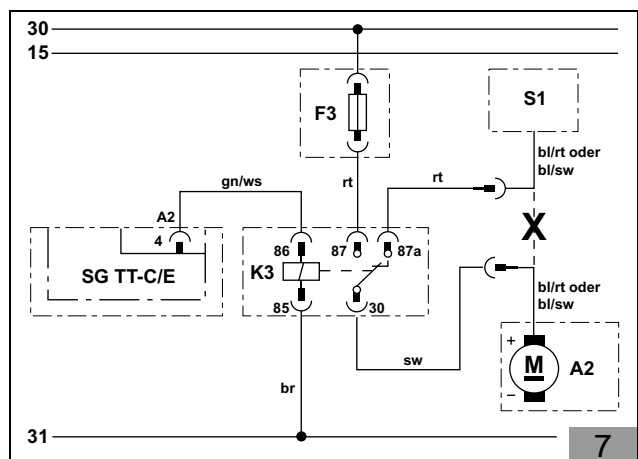 30
15
F3
S1
bl/rt oder
bl/sw
gn/ws
rt
rt
A2
4
86
87
87a
X
SG TT-C/E
K3
85
30
bl/rt oder
bl/sw
sw
+
M
A2
−
br
31
7